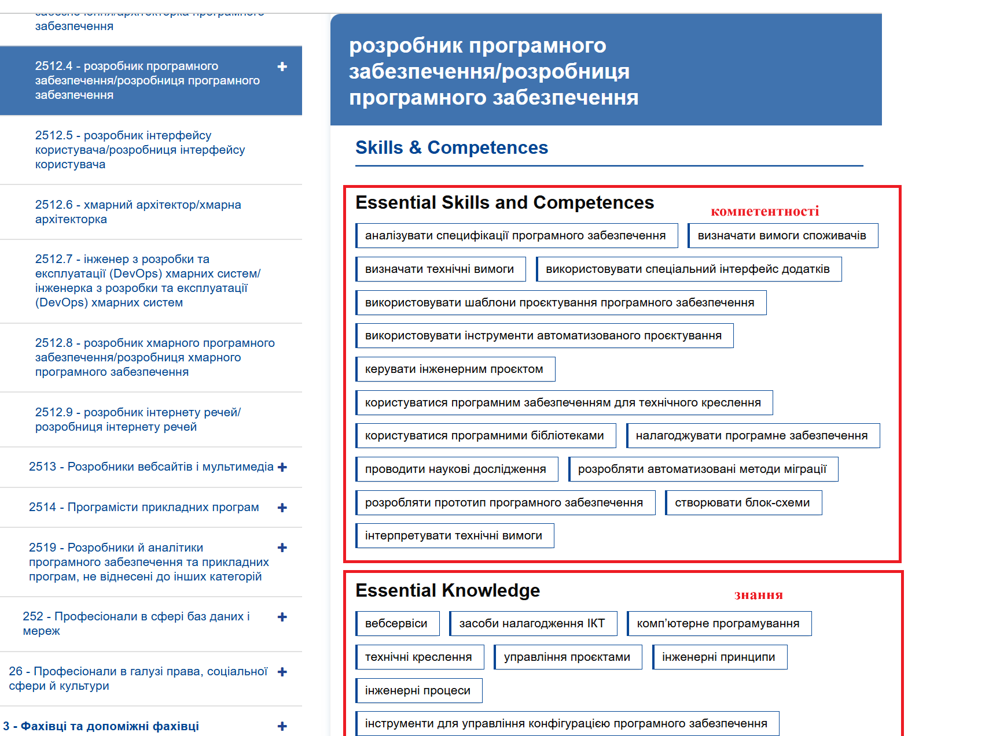 забезпечення/архітекторка програмного
забезпечення
2512.4 - розробник програмного
забезпечення/розробниця програмного
забезпечення
2512.5 - розробник інтерфейсу
користувача/розробниця інтерфейсу
користувача
2512.6 - хмарний архітектор/хмарна
архітекторка
2512.7 - інженер з розробки та
експлуатації (DevOps) хмарних систем/
інженерка з розробки та експлуатації
(DevOps) хмарних систем
2512.8 - розробник хмарного програмного
забезпечення/розробниця хмарного
програмного забезпечення
2512.9 - розробник інтернету речей/
розробниця інтернету речей
2513 - Розробники вебсайтів і мультимедіа
2514 - Програмісти прикладних програм
2519 - Розробники й аналітики
програмного забезпечення та прикладних
програм, не віднесені до інших категорій
252 - Професіонали в сфері баз даних і
мереж
26 - Професіонали в галузі права, соціальної
сфери й культури
3 - Фахівці та допоміжні фахівці
розробник програмного
забезпечення/розробниця
програмного забезпечення
Skills & Competences
Essential Skills and Competences
компетентності
аналізувати специфікації програмного забезпечення визначати вимоги споживачів
визначати технічні вимоги використовувати спеціальний інтерфейс додатків
використовувати шаблони проєктування програмного забезпечення
використовувати інструменти автоматизованого проєктування
керувати інженерним проєктом
користуватися програмним забезпеченням для технічного креслення
користуватися програмними бібліотеками налагоджувати програмне забезпечення
проводити наукові дослідження розробляти автоматизовані методи міграції
розробляти прототип програмного забезпечення створювати блок-схеми
інтерпретувати технічні вимоги
Essential Knowledge
знання
вебсервіси засоби налагодження ІКТ комп’ютерне програмування
технічні креслення управління проєктами інженерні принципи
інженерні процеси
інструменти для управління конфігурацією програмного забезпечення